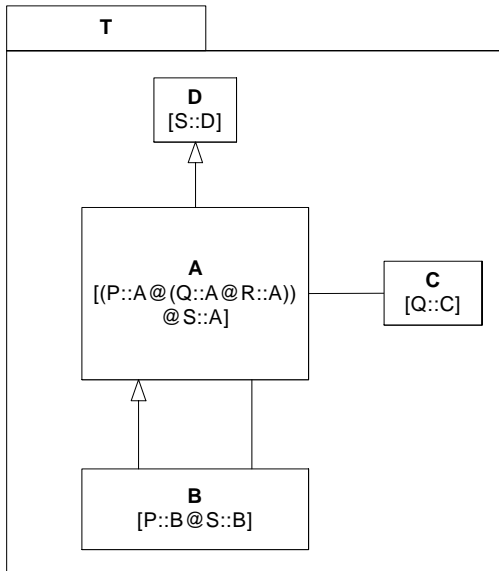 T
D
[S::D]
A
[(P::A@(Q::A@R::A))
@S::A]
C
[Q::C]
B
[P::B@S::B]